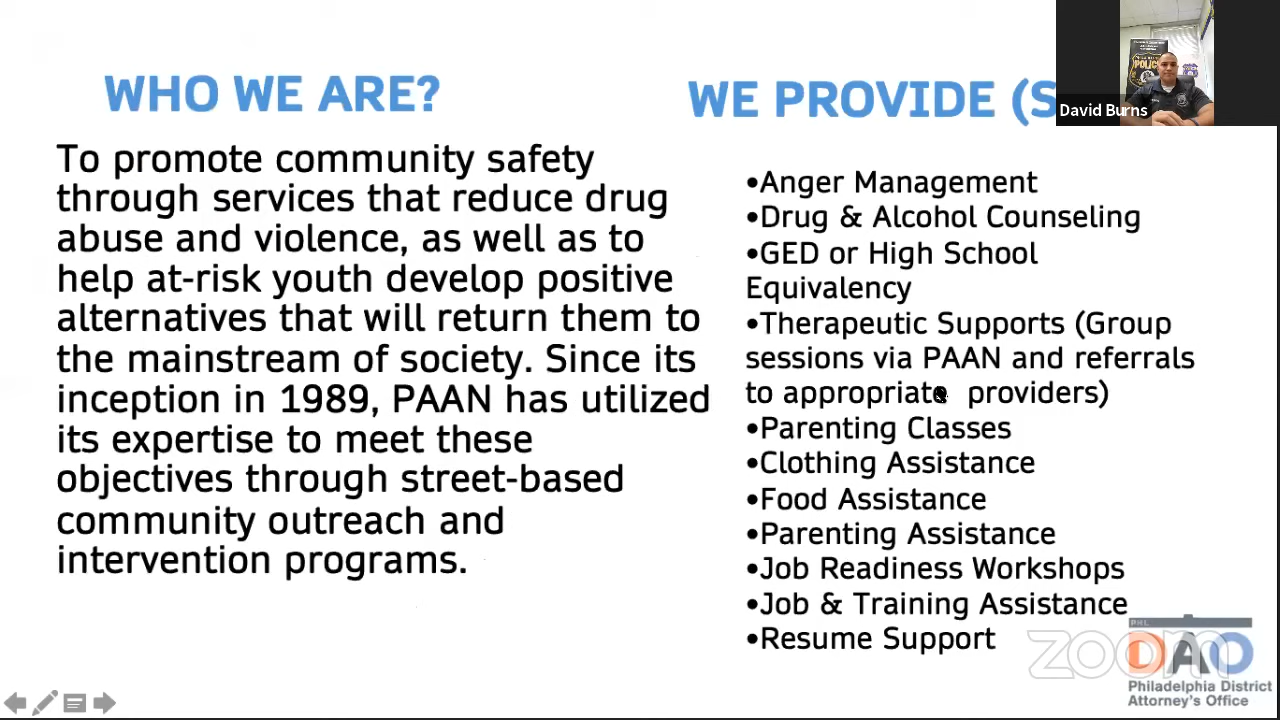 WHO WE ARE?
To promote community safety
through services that reduce drug
abuse and violence, as well as to
help at-risk youth develop positive
alternatives that will return them to
the mainstream of society. Since its
inception in 1989, PAAN has utilized
its expertise to meet these
objectives through street-based
community outreach and
intervention programs.
WE PROVIDE (S
•Anger Management
•Drug & Alcohol Counseling
•GED or High School
Equivalency
•Therapeutic Supports (Group
sessions via PAAN and referrals
to appropriate providers)
•Parenting Classes
•Clothing Assistance
•Food Assistance
•Parenting Assistance
•Job Readiness Workshops
•Job & Training Assistance
•Resume Support
POLICE
David Burns
zoom
PHL
DAO
Philadelphia District
Attorney's Office